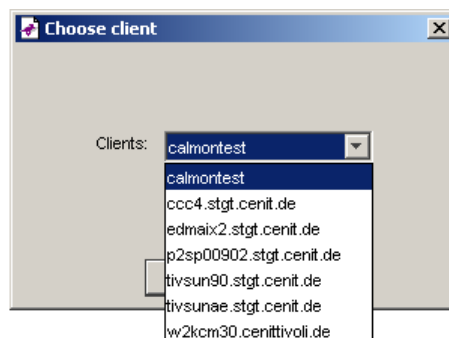 Choose client
Clients:
calmontest
calmontest
ccc4.stgt.cenit.de
edmaix2.stgt.cenit.de
p2sp00902.stgt.cenit.de
tivsun90.stgt.cenit.de
tivsunae.stgt.cenit.de
w2kcm30.cenittivoli.de